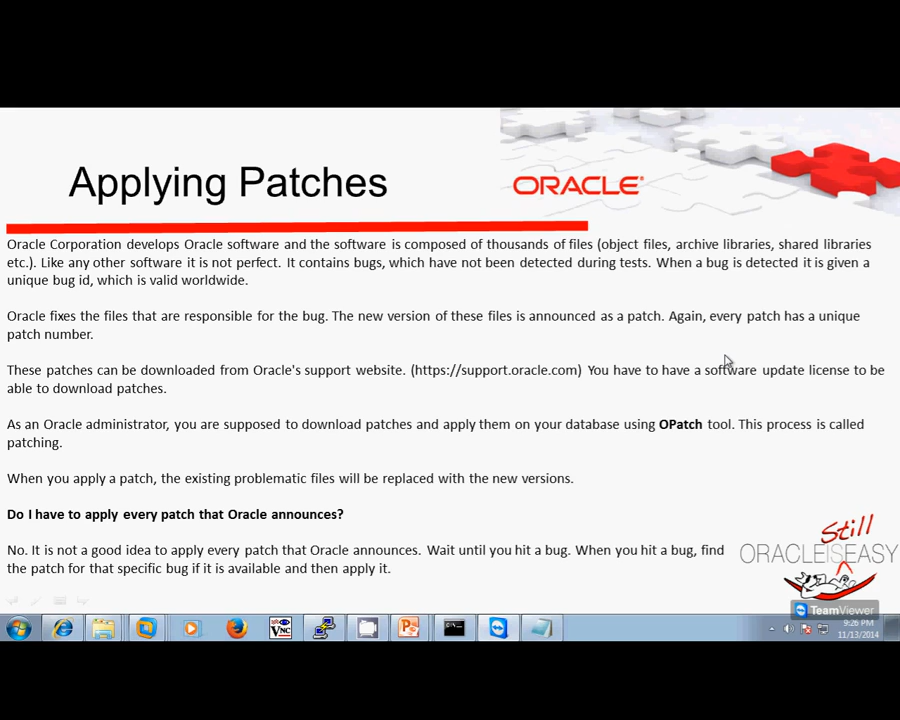 Applying Patches
ORACLE®
Oracle Corporation develops Oracle software and the software is composed of thousands of files (object files, archive libraries, shared libraries
etc.). Like any other software it is not perfect. It contains bugs, which have not been detected during tests. When a bug is detected it is given a
unique bug id, which is valid worldwide.
Oracle fixes the files that are responsible for the bug. The new version of these files is announced as a patch. Again, every patch has a unique
patch number.
These patches can be downloaded from Oracle's support website. (https://support.oracle.com) You have to have a software update license to be
able to download patches.
As an Oracle administrator, you are supposed to download patches and apply them on your database using OPatch tool. This process is called
patching.
When you apply a patch, the existing problematic files will be replaced with the new versions.
Do I have to apply every patch that Oracle announces?
No. It is not a good idea to apply every patch that Oracle announces. Wait until you hit a bug. When you hit a bug, find
the patch for that specific bug if it is available and then apply it.
Still
ORACLEISEASY
TeamViewer
VNC
9:26 PM
11/13/2014